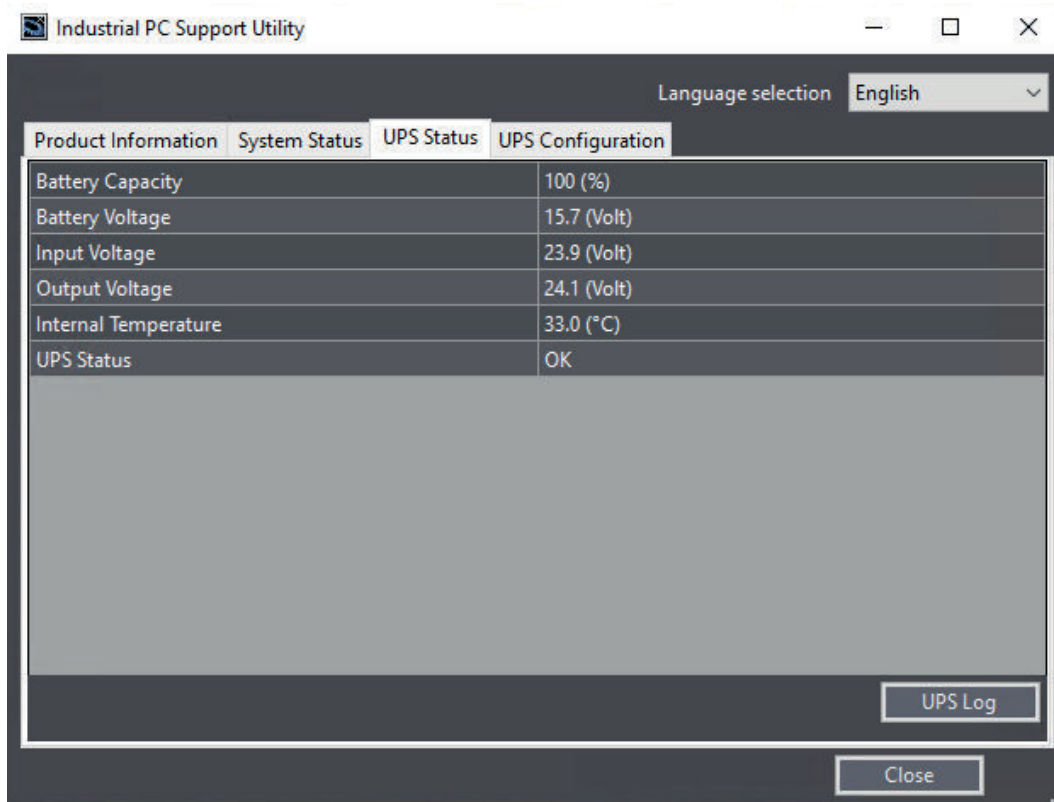 Industrial PC Support Utility
Language selection English
Product Information System Status UPS Status UPS Configuration
Battery Capacity 100 (%)
Battery Voltage 15.7 (Volt)
Input Voltage 23.9 (Volt)
Output Voltage 24.1 (Volt)
Internal Temperature 33.0 (°C)
UPS Status OK
UPS Log
Close